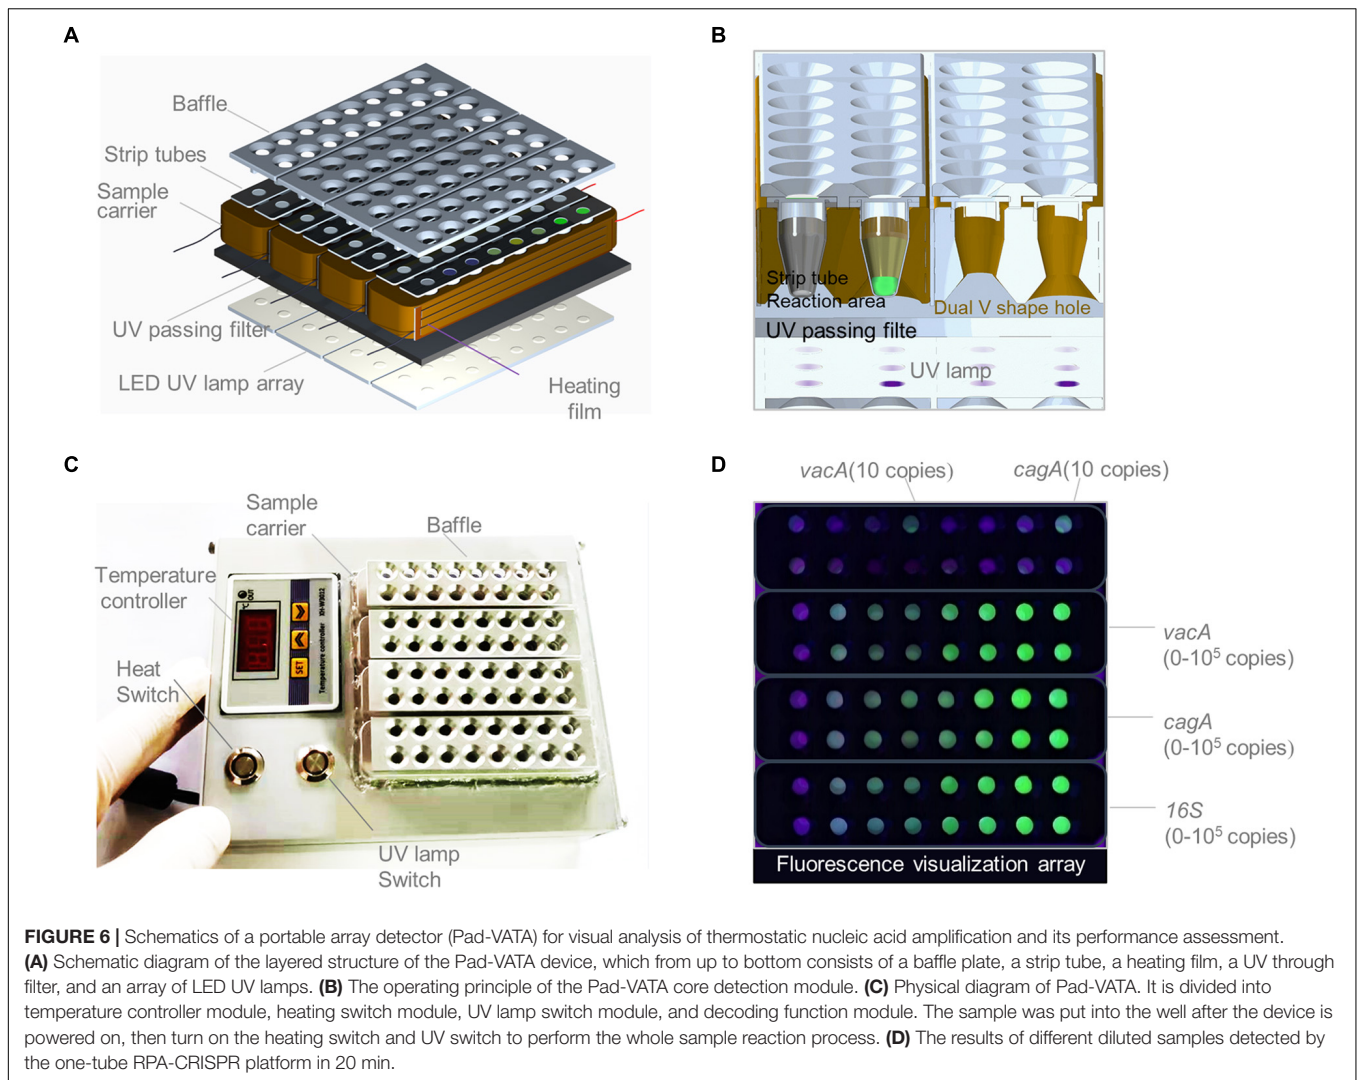 A
Baffle
Strip tubes
Sample
carrier
UV passing filter
LED UV lamp array
Heating
film
B
Strip tube
Reaction area
Dual V shape hole
UV passing filte
UV lamp
C
Sample
carrier
Baffle
Temperature
controller
OUT
°C
SET
Temperature controller
XH-W3002
Heat
Switch
UV lamp
Switch
D
vacA(10 copies)
cagA(10 copies)
vacA
(0-10⁵ copies)
cagA
(0-10⁵ copies)
16S
(0-10⁵ copies)
Fluorescence visualization array
FIGURE 6 | Schematics of a portable array detector (Pad-VATA) for visual analysis of thermostatic nucleic acid amplification and its performance assessment.
(A) Schematic diagram of the layered structure of the Pad-VATA device, which from up to bottom consists of a baffle plate, a strip tube, a heating film, a UV through
filter, and an array of LED UV lamps. (B) The operating principle of the Pad-VATA core detection module. (C) Physical diagram of Pad-VATA. It is divided into
temperature controller module, heating switch module, UV lamp switch module, and decoding function module. The sample was put into the well after the device is
powered on, then turn on the heating switch and UV switch to perform the whole sample reaction process. (D) The results of different diluted samples detected by
the one-tube RPA-CRISPR platform in 20 min.